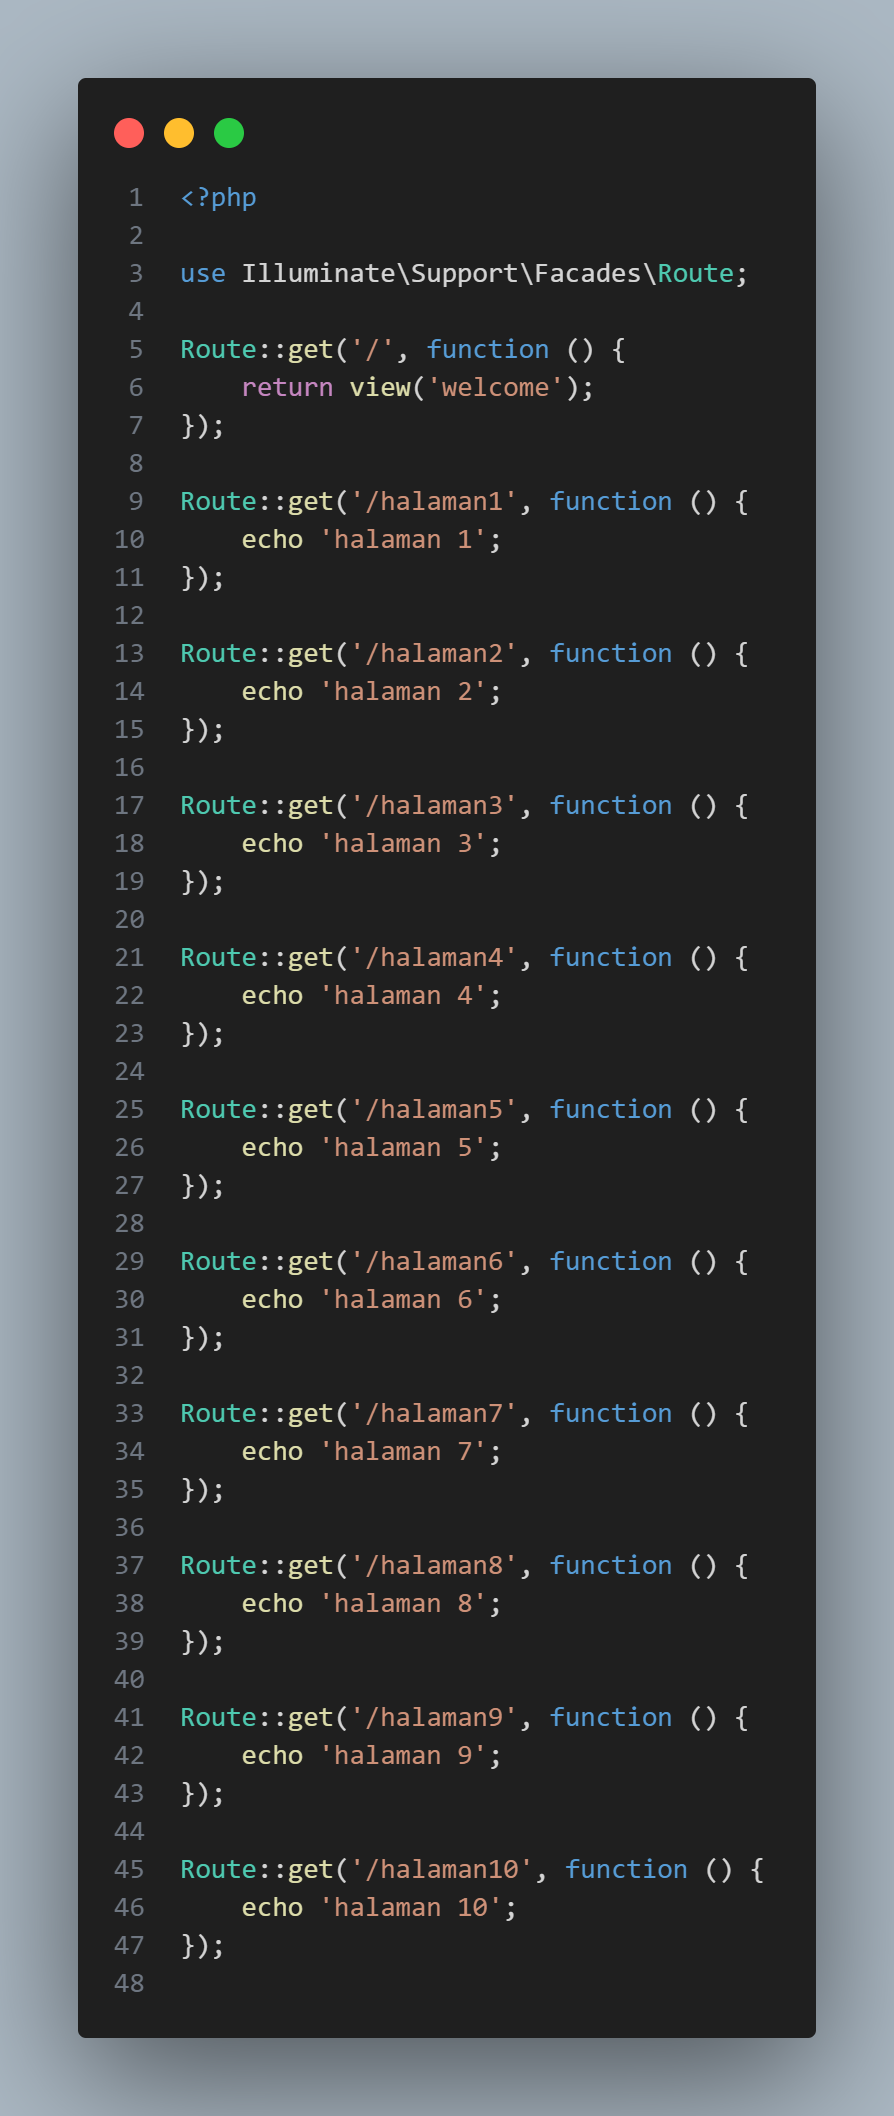 1 <?php
2
3 use Illuminate\Support\Facades\Route;
4
5 Route::get('/', function () {
6     return view('welcome');
7 });
8
9 Route::get('/halaman1', function () {
10     echo 'halaman 1';
11 });
12
13 Route::get('/halaman2', function () {
14     echo 'halaman 2';
15 });
16
17 Route::get('/halaman3', function () {
18     echo 'halaman 3';
19 });
20
21 Route::get('/halaman4', function () {
22     echo 'halaman 4';
23 });
24
25 Route::get('/halaman5', function () {
26     echo 'halaman 5';
27 });
28
29 Route::get('/halaman6', function () {
30     echo 'halaman 6';
31 });
32
33 Route::get('/halaman7', function () {
34     echo 'halaman 7';
35 });
36
37 Route::get('/halaman8', function () {
38     echo 'halaman 8';
39 });
40
41 Route::get('/halaman9', function () {
42     echo 'halaman 9';
43 });
44
45 Route::get('/halaman10', function () {
46     echo 'halaman 10';
47 });
48